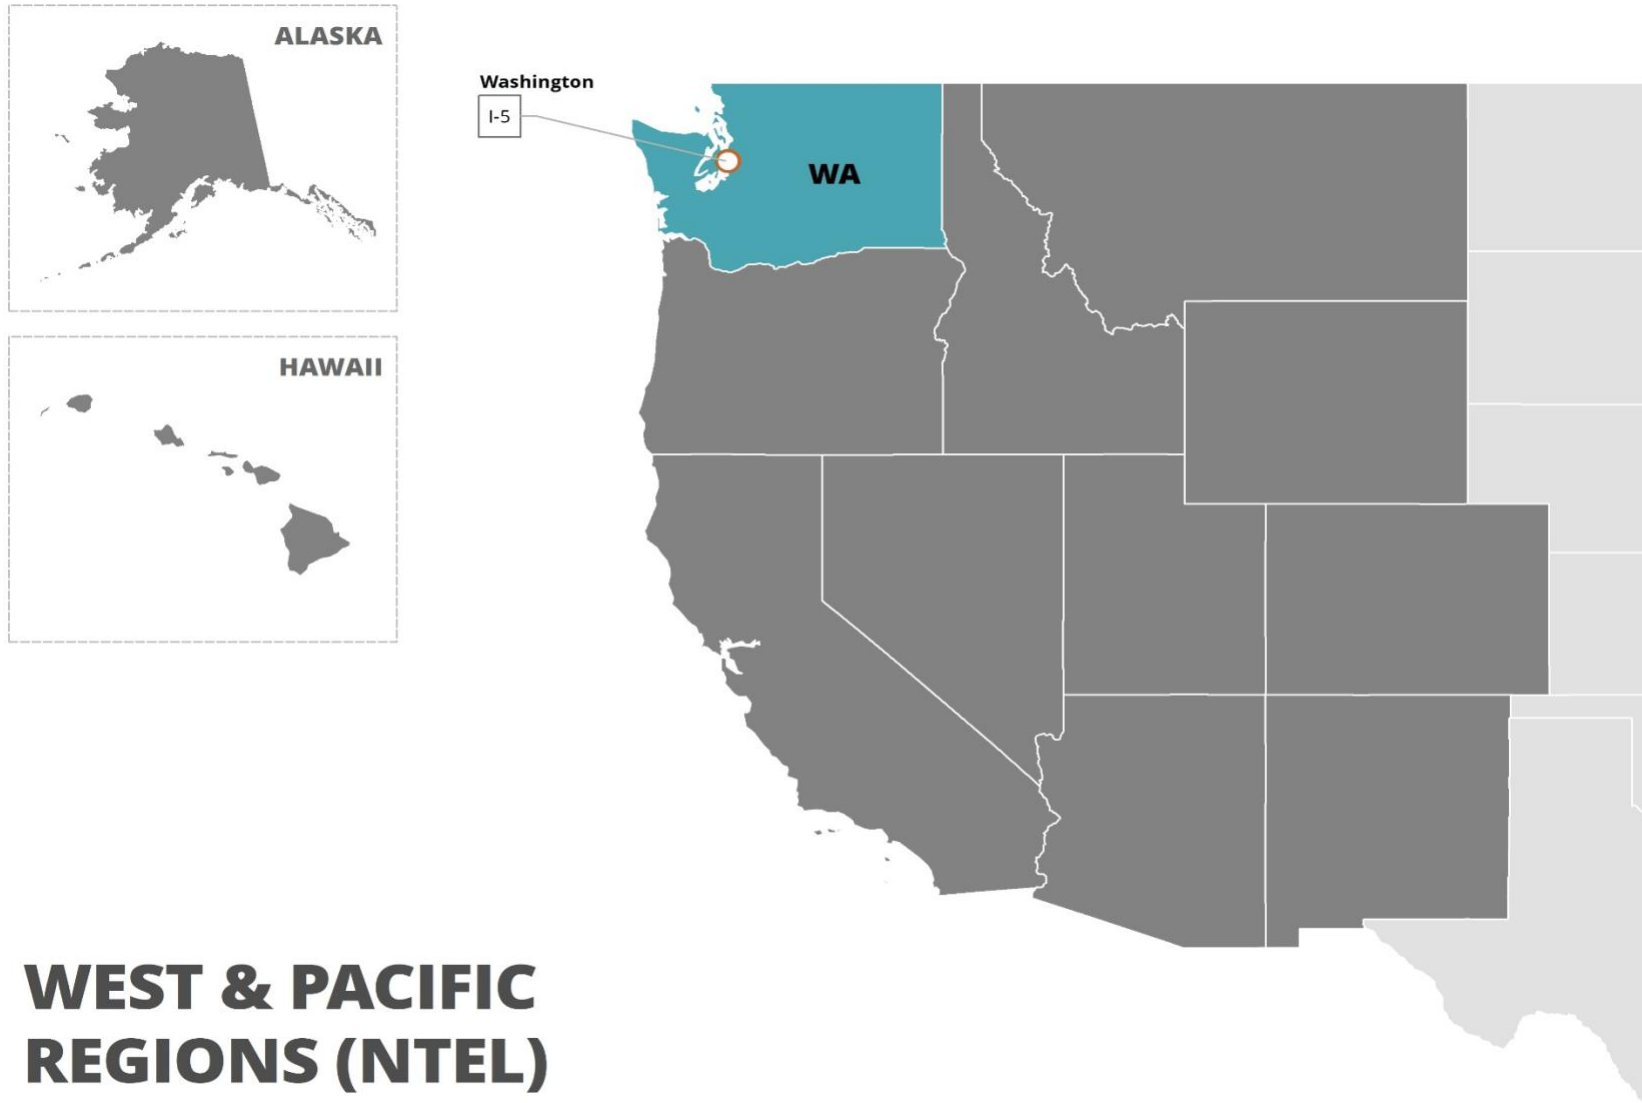 ALASKA
Washington
I-5
WA
HAWAII
WEST & PACIFIC
REGIONS (NTEL)